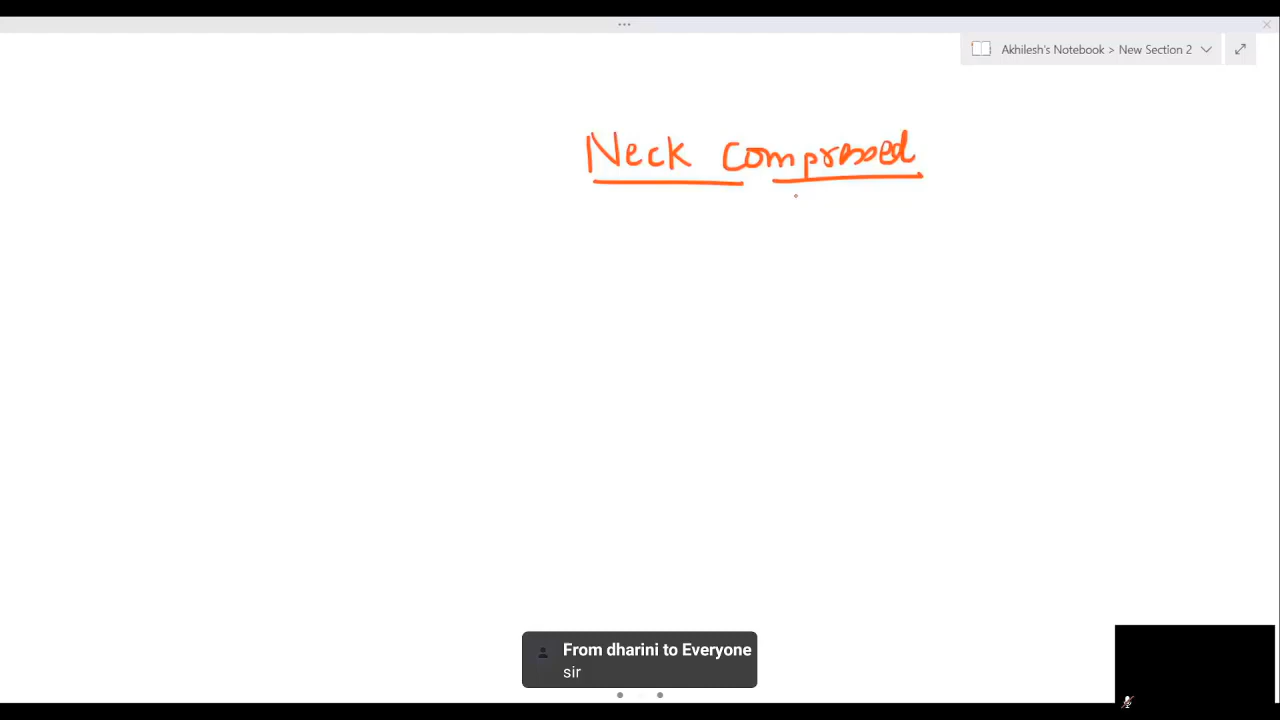 Akhilesh's Notebook > New Section 2
Neck compressed
From dharini to Everyone
sir